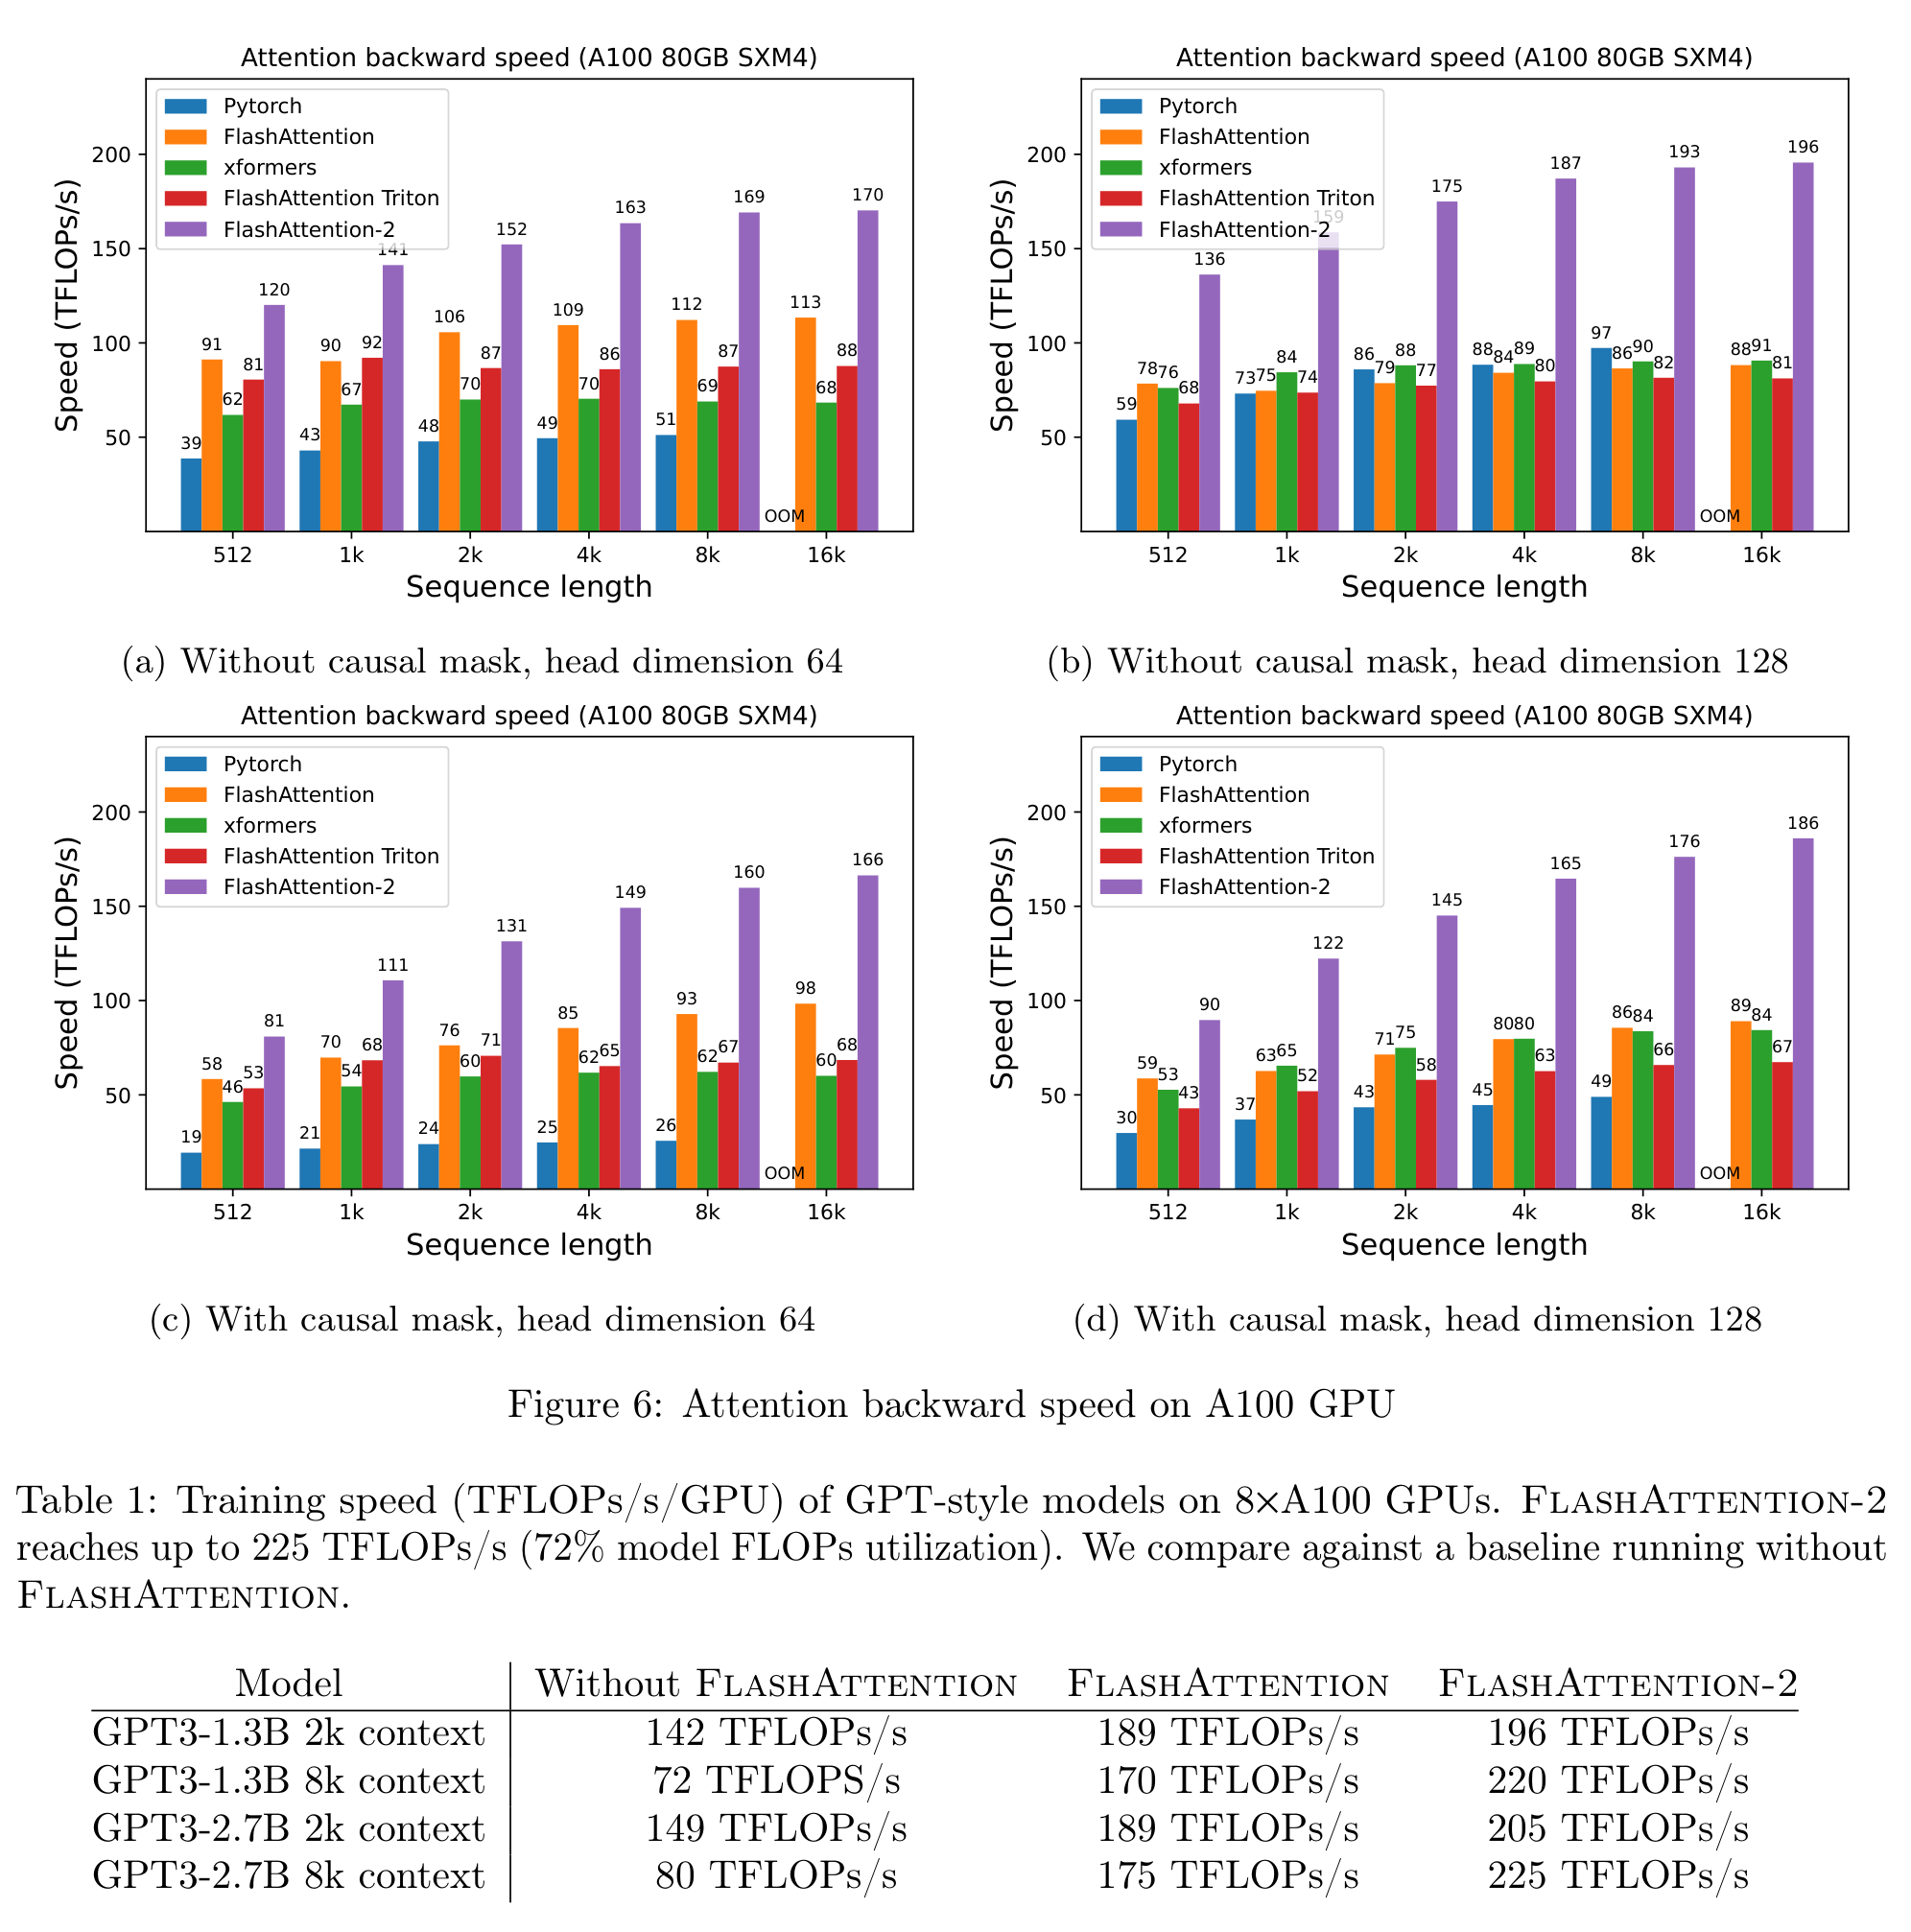 Attention backward speed (A100 80GB SXM4)
Pytorch
FlashAttention
xformers
FlashAttention Triton
FlashAttention-2
Speed (TFLOPs/s)
200
150
100
50
39 91 62 81 120
43 90 67 92 141
48 106 70 87 152
49 109 70 86 163
51 112 69 87 169
OOM 113 68 88 170
512 1k 2k 4k 8k 16k
Sequence length
(a) Without causal mask, head dimension 64
Attention backward speed (A100 80GB SXM4)
Pytorch
FlashAttention
xformers
FlashAttention Triton
FlashAttention-2
Speed (TFLOPs/s)
200
150
100
50
59 78 76 68 136
73 75 84 74 159
86 79 88 77 175
88 84 89 80 187
97 86 90 82 193
OOM 88 91 81 196
512 1k 2k 4k 8k 16k
Sequence length
(b) Without causal mask, head dimension 128
Attention backward speed (A100 80GB SXM4)
Pytorch
FlashAttention
xformers
FlashAttention Triton
FlashAttention-2
Speed (TFLOPs/s)
200
150
100
50
19 58 46 53 81
21 70 54 68 111
24 76 60 71 131
25 85 62 65 149
26 93 62 67 160
OOM 98 60 68 166
512 1k 2k 4k 8k 16k
Sequence length
(c) With causal mask, head dimension 64
Attention backward speed (A100 80GB SXM4)
Pytorch
FlashAttention
xformers
FlashAttention Triton
FlashAttention-2
Speed (TFLOPs/s)
200
150
100
50
30 59 53 43 90
37 63 65 52 122
43 71 75 58 145
45 80 80 63 165
49 86 84 66 176
OOM 89 84 67 186
512 1k 2k 4k 8k 16k
Sequence length
(d) With causal mask, head dimension 128
Figure 6: Attention backward speed on A100 GPU
Table 1: Training speed (TFLOPs/s/GPU) of GPT-style models on 8×A100 GPUs. FLASHATTENTION-2
reaches up to 225 TFLOPs/s (72% model FLOPs utilization). We compare against a baseline running without
FLASHATTENTION.
Model Without FLASHATTENTION FLASHATTENTION FLASHATTENTION-2
GPT3-1.3B 2k context 142 TFLOPs/s 189 TFLOPs/s 196 TFLOPs/s
GPT3-1.3B 8k context 72 TFLOPS/s 170 TFLOPs/s 220 TFLOPs/s
GPT3-2.7B 2k context 149 TFLOPs/s 189 TFLOPs/s 205 TFLOPs/s
GPT3-2.7B 8k context 80 TFLOPs/s 175 TFLOPs/s 225 TFLOPs/s